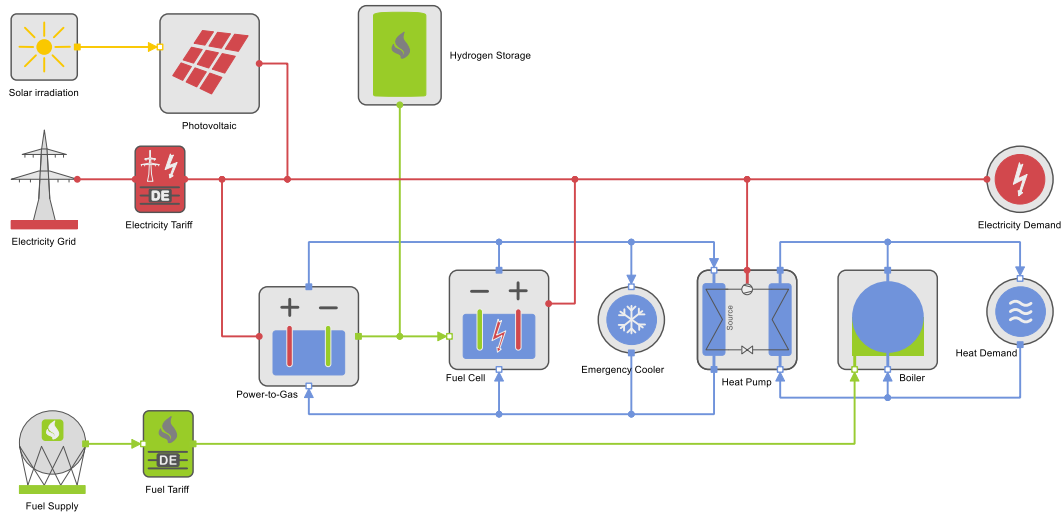 Solar irradiation
Photovoltaic
Hydrogen Storage
Electricity Grid
DE
Electricity Tariff
Electricity Demand
Power-to-Gas
Fuel Cell
Emergency Cooler
Source
Heat Pump
Boiler
Heat Demand
Fuel Supply
DE
Fuel Tariff